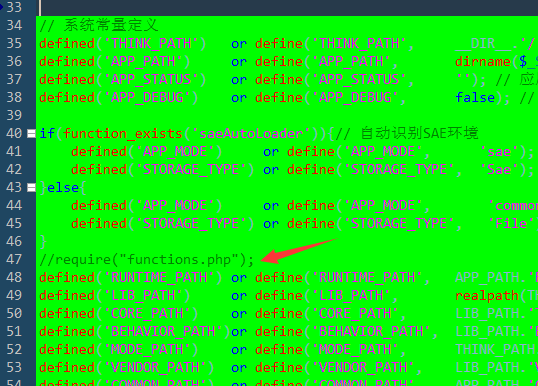 33
34 // 系统常量定义
35 defined('THINK_PATH') or define('THINK_PATH', __DIR__.'/
36 defined('APP_PATH') or define('APP_PATH', dirname($_S
37 defined('APP_STATUS') or define('APP_STATUS', ''); // 应
38 defined('APP_DEBUG') or define('APP_DEBUG', false); //
39
40 if(function_exists('saeAutoLoader')){// 自动识别SAE环境
41 defined('APP_MODE') or define('APP_MODE', 'sae');
42 defined('STORAGE_TYPE') or define('STORAGE_TYPE', 'Sae');
43 }else{
44 defined('APP_MODE') or define('APP_MODE', 'commo
45 defined('STORAGE_TYPE') or define('STORAGE_TYPE', 'File'
46 }
47 //require("functions.php");
48 defined('RUNTIME_PATH') or define('RUNTIME_PATH', APP_PATH.'
49 defined('LIB_PATH') or define('LIB_PATH', realpath(T
50 defined('CORE_PATH') or define('CORE_PATH', LIB_PATH.'
51 defined('BEHAVIOR_PATH')or define('BEHAVIOR_PATH', LIB_PATH.'
52 defined('MODE_PATH') or define('MODE_PATH' THINK_PATH
53 defined('VENDOR_PATH') or define('VENDOR_PATH', LIB_PATH.'
54 defined('COMMON_PATH') or define('COMMON_PATH', APP_PATH